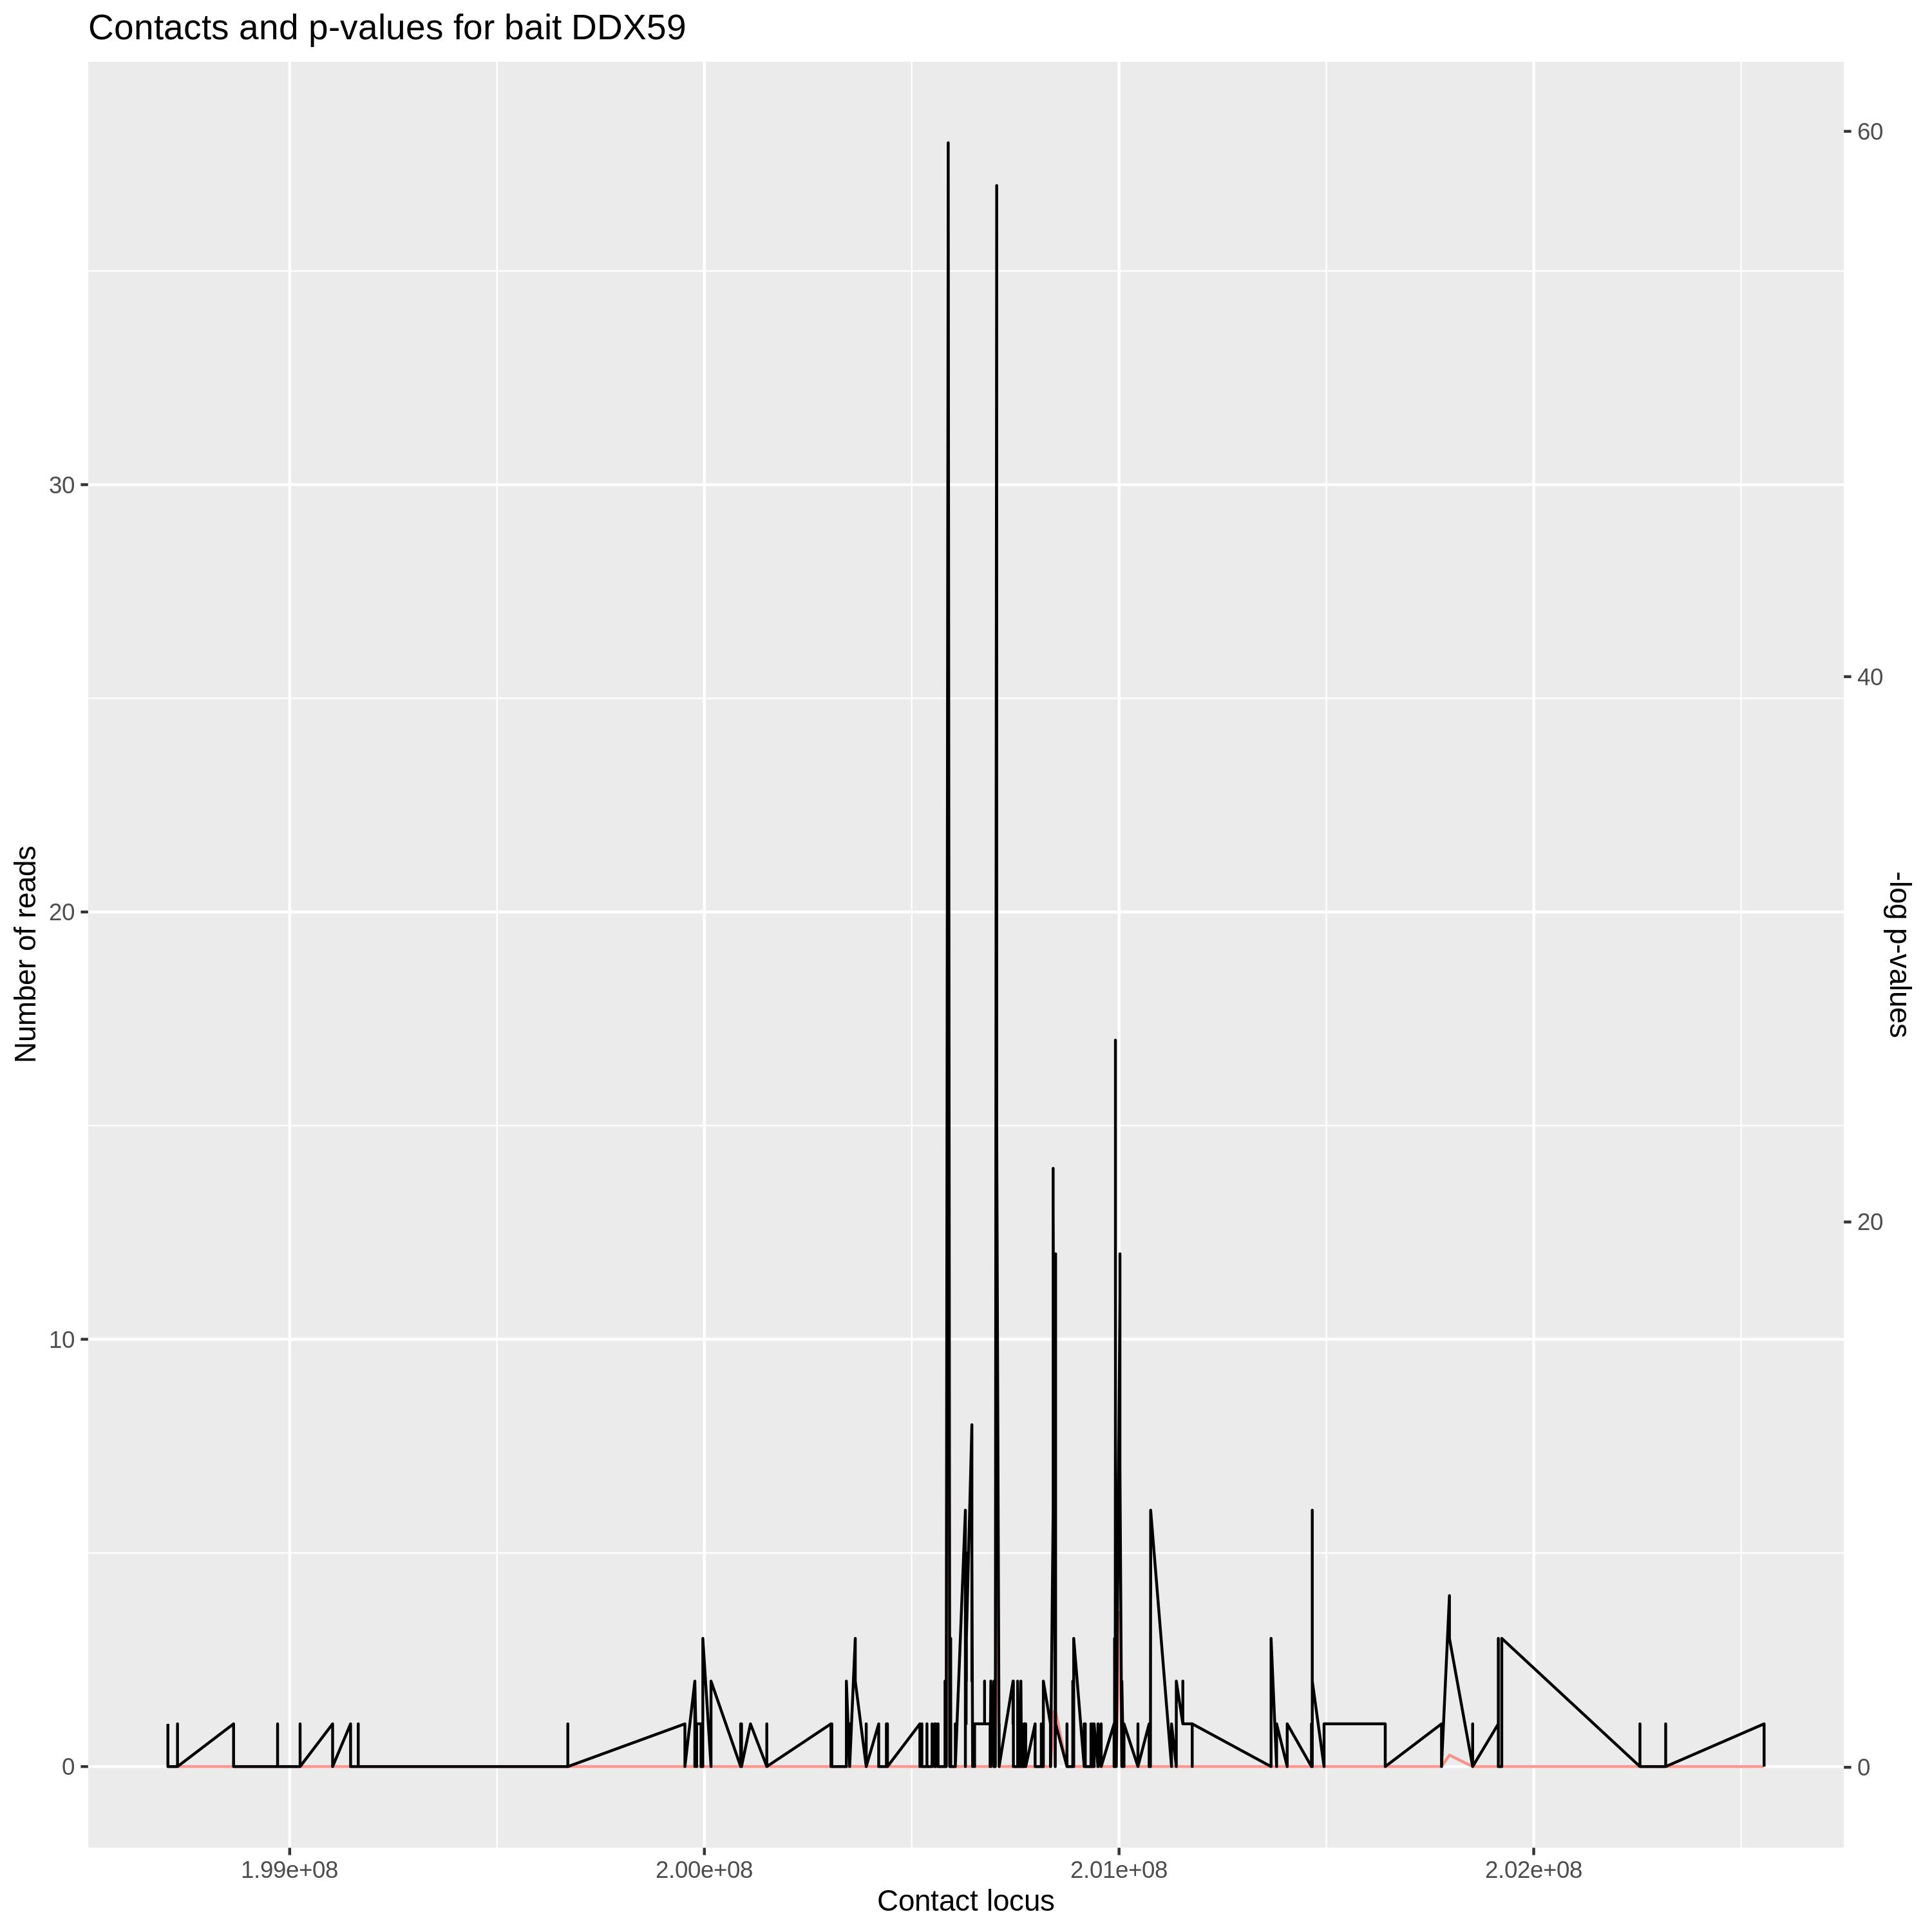 Contacts and p-values for bait DDX59
60
30
40
20
20
10
0
0
Number of reads
-log p-values
1.99e+08
2.00e+08
2.01e+08
2.02e+08
Contact locus